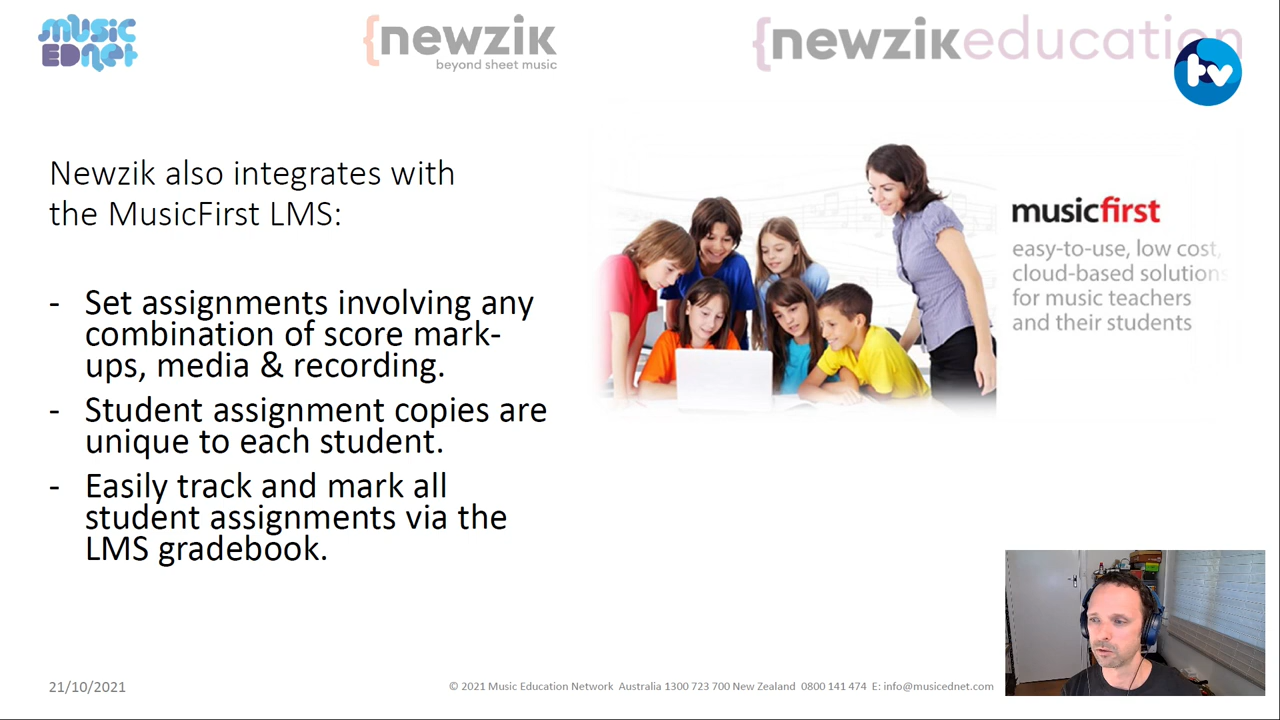 music
EDnet
{newzik
beyond sheet music
{newzikeducation
tv
Newzik also integrates with
the MusicFirst LMS:
- Set assignments involving any
combination of score mark-
ups, media & recording.
- Student assignment copies are
unique to each student.
- Easily track and mark all
student assignments via the
LMS gradebook.
musicfirst
easy-to-use, low cost,
cloud-based solutions
for music teachers
and their students
21/10/2021
© 2021 Music Education Network Australia 1300 723 700 New Zealand 0800 141 474 E: info@musicednet.com